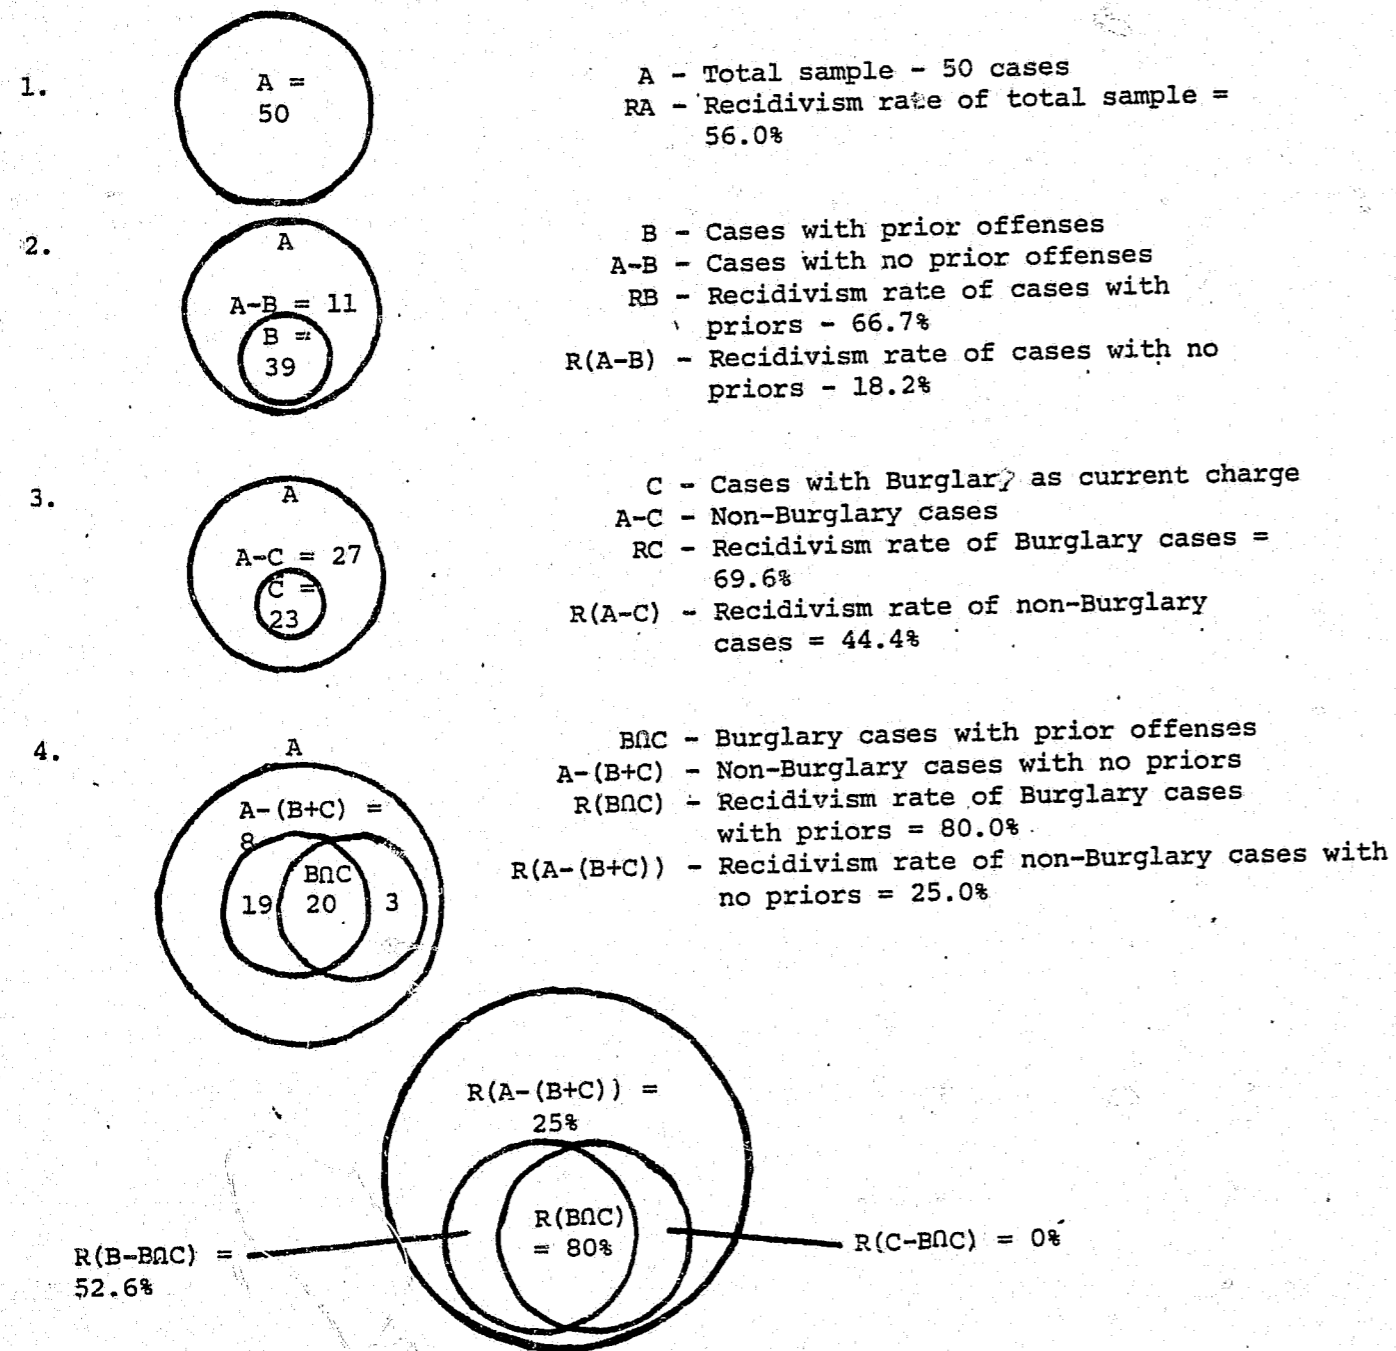 1.
A =
50
A - Total sample - 50 cases
RA - Recidivism rate of total sample =
56.0%
2.
A
A-B = 11
B =
39
B - Cases with prior offenses
A-B - Cases with no prior offenses
RB - Recidivism rate of cases with
priors - 66.7%
R(A-B) - Recidivism rate of cases with no
priors - 18.2%
3.
A
A-C = 27
C =
23
C - Cases with Burglary as current charge
A-C - Non-Burglary cases
RC - Recidivism rate of Burglary cases =
69.6%
R(A-C) - Recidivism rate of non-Burglary
cases = 44.4%
4.
A
A-(B+C) =
8
B∩C
19 20 3
B∩C - Burglary cases with prior offenses
A-(B+C) - Non-Burglary cases with no priors
R(B∩C) - Recidivism rate of Burglary cases
with priors = 80.0%
R(A-(B+C)) - Recidivism rate of non-Burglary cases with
no priors = 25.0%
R(A-(B+C)) =
25%
R(B∩C)
= 80%
R(B-B∩C) =
52.6%
R(C-B∩C) = 0%